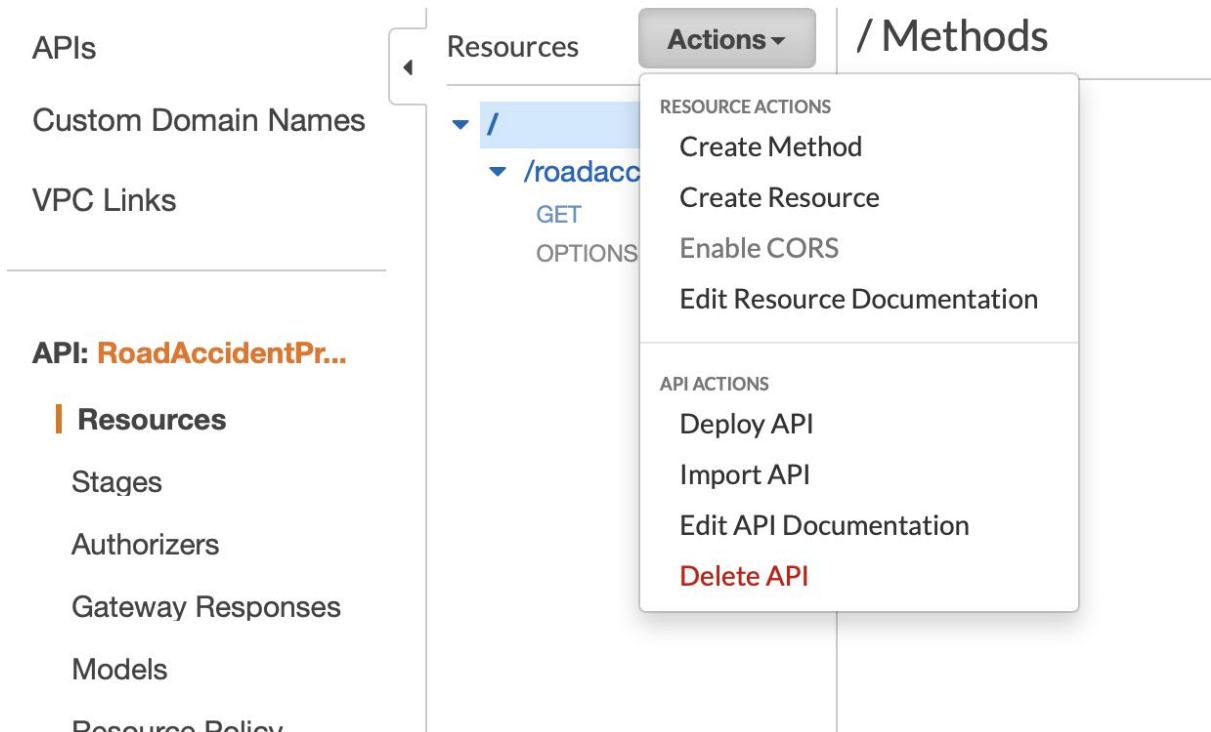 APIs
Custom Domain Names
VPC Links
API: RoadAccidentPr...
Resources
Stages
Authorizers
Gateway Responses
Models
Resource Policy
Resources
Actions
/
/roadacc
GET
OPTIONS
RESOURCE ACTIONS
Create Method
Create Resource
Enable CORS
Edit Resource Documentation
API ACTIONS
Deploy API
Import API
Edit API Documentation
Delete API
/ Methods